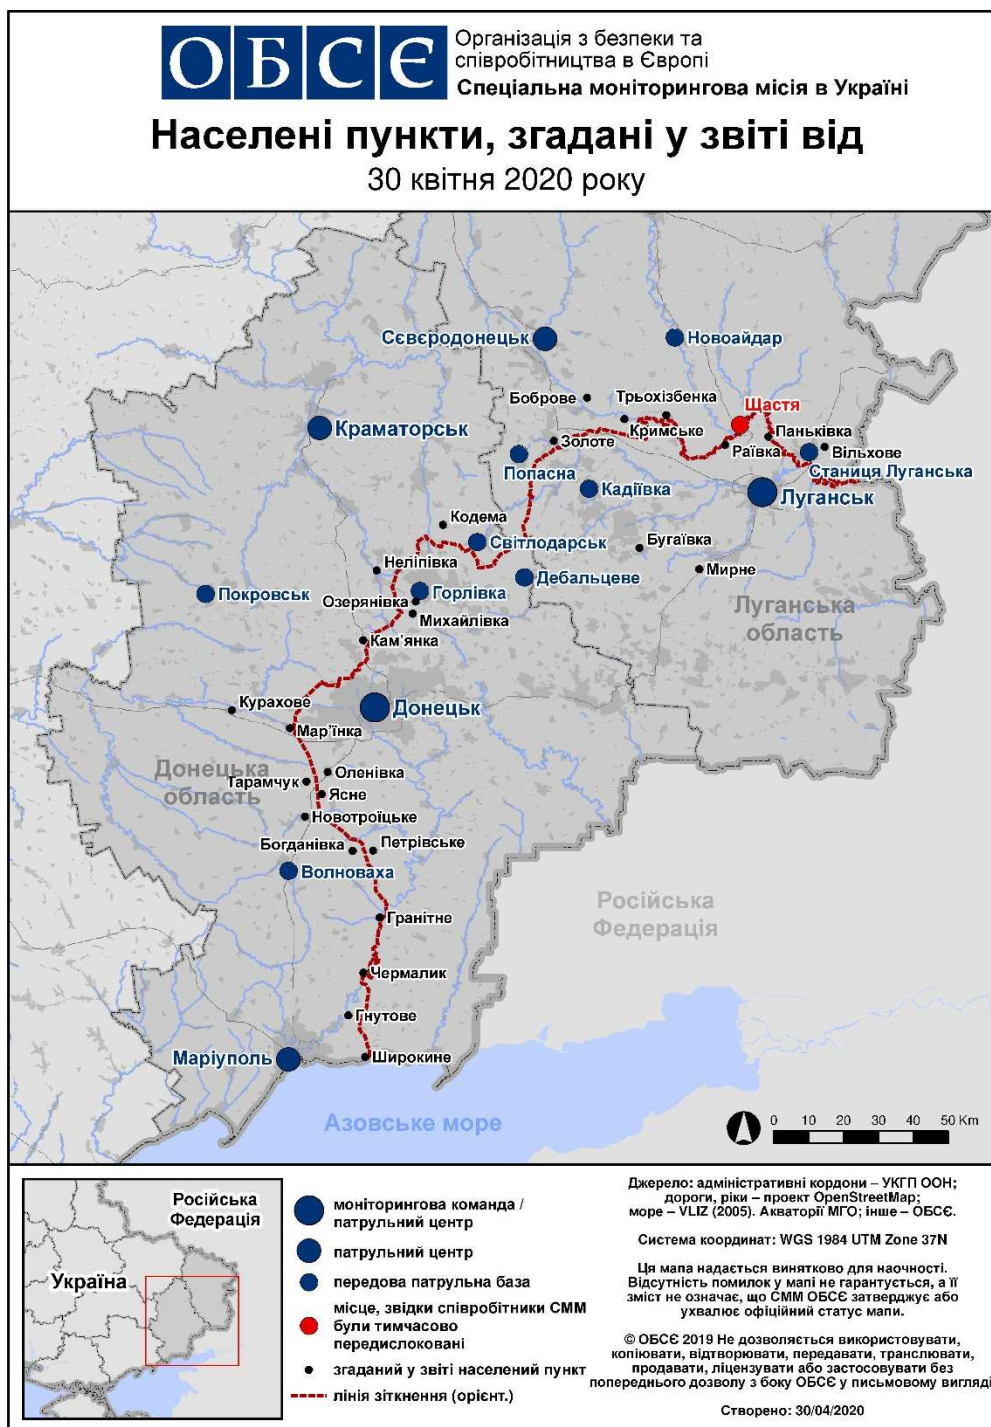 ОБСЄ
Організація з безпеки та
співробітництва в Європі
Спеціальна моніторингова місія в Україні
Населені пункти, згадані у звіті від
30 квітня 2020 року
Сєвєродонецьк
Новоайдар
Боброве
Трьохізбенка
Щастя
Краматорськ
Кримське
Паньківка
Золоте
Раївка
Вільхове
Попасна
Станиця Луганська
Кадіївка
Луганськ
Кодема
Світлодарськ
Бугаївка
Неліпівка
Мирне
Дебальцеве
Покровськ
Горлівка
Озерянівка
Михайлівка
Луганська
область
Кам'янка
Курахове
Донецьк
Мар'їнка
Донецька
область
Оленівка
Тарамчук
Ясне
Новотроїцьке
Богданівка
Петрівське
Волноваха
Російська
Федерація
Гранітне
Чермалик
Гнутове
Маріуполь
Широкине
Азовське море
0 10 20 30 40 50 Km
Російська
Федерація
Україна
моніторингова команда /
патрульний центр
патрульний центр
передова патрульна база
місце, звідки співробітники СММ
були тимчасово
передислоковані
згаданий у звіті населений пункт
лінія зіткнення (орієнт.)
Джерело: адміністративні кордони – УКГП ООН;
дороги, ріки – проект OpenStreetMap;
море – VLIZ (2005). Акваторії МГО; інше – ОБСЄ.
Система координат: WGS 1984 UTM Zone 37N
Ця мапа надається винятково для наочності.
Відсутність помилок у мапі не гарантується, а її
зміст не означає, що СММ ОБСЄ затверджує або
ухвалює офіційний статус мапи.
© ОБСЄ 2019 Не дозволяється використовувати,
копіювати, відтворювати, передавати, транслювати,
продавати, ліцензувати або застосовувати без
попереднього дозволу з боку ОБСЄ у письмовому вигляді
Створено: 30/04/2020